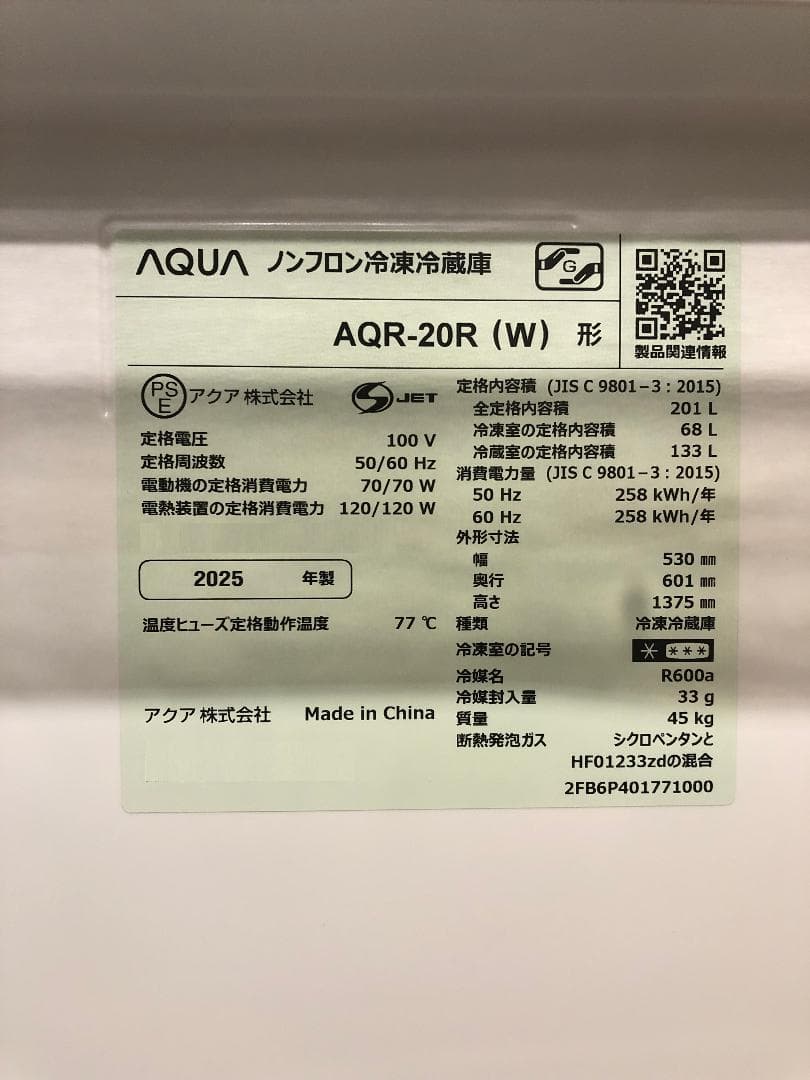 AQUA ノンフロン冷凍冷蔵庫
G
AQR-20R (W) 形
製品関連情報
PS
E
アクア 株式会社
S JET
定格電圧 100 V
定格周波数 50/60 Hz
電動機の定格消費電力 70/70 W
電熱装置の定格消費電力 120/120 W
2025 年製
温度ヒューズ定格動作温度 77 ℃
アクア 株式会社 Made in China
定格内容積 (JIS C 9801−3 : 2015)
全定格内容積 201 L
冷凍室の定格内容積 68 L
冷蔵室の定格内容積 133 L
消費電力量 (JIS C 9801−3 : 2015)
50 Hz 258 kWh/年
60 Hz 258 kWh/年
外形寸法
幅 530 ㎜
奥行 601 ㎜
高さ 1375 ㎜
種類 冷凍冷蔵庫
冷凍室の記号 * ***
冷媒名 R600a
冷媒封入量 33 g
質量 45 kg
断熱発泡ガス シクロペンタンと
HFO1233zdの混合
2FB6P401771000